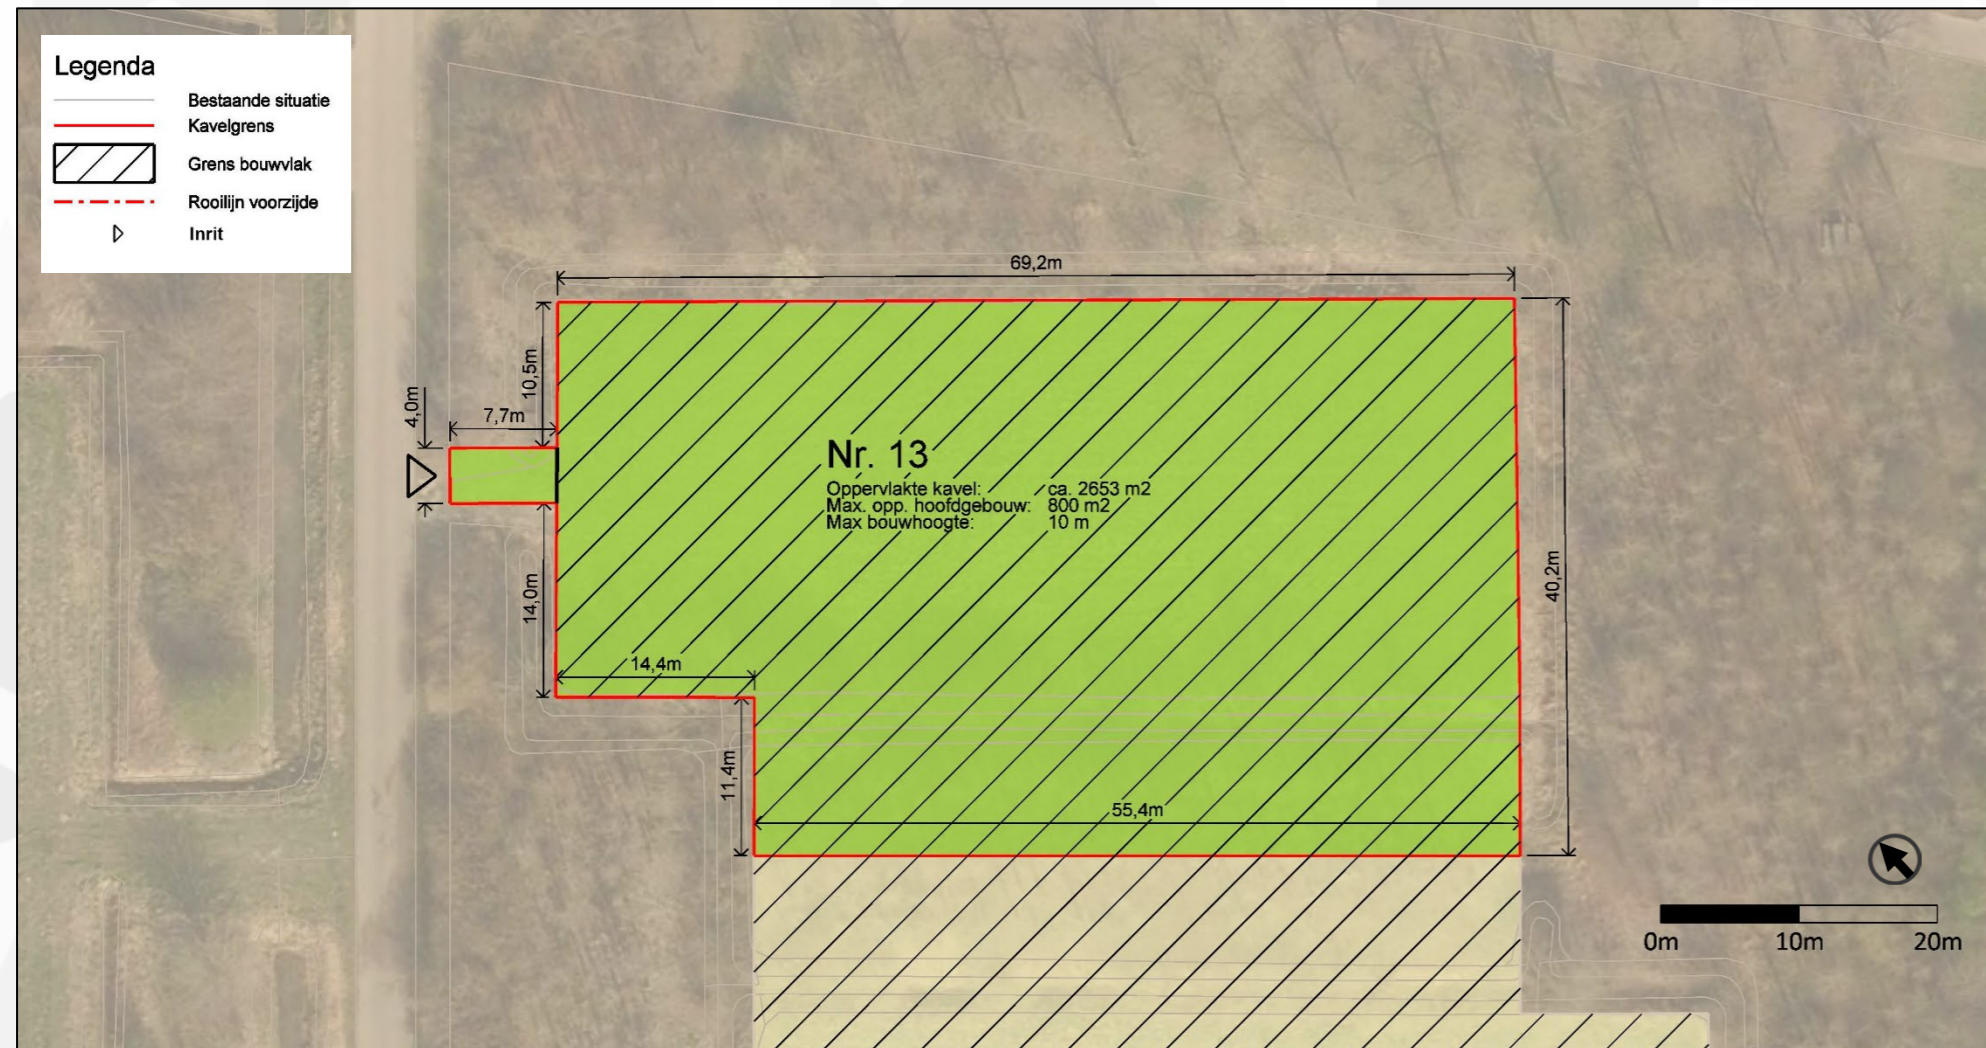 Legenda
Bestaande situatie
Kavelgrens
Grens bouwvlak
Rooilijn voorzijde
Inrit
69,2m
10,5m
4,0m
7,7m
Nr. 13
Oppervlakte kavel: ca. 2653 m2
Max. opp. hoofdgebouw: 800 m2
Max bouwhoogte: 10 m
40,2m
14,0m
14,4m
11,4m
55,4m
0m 10m 20m